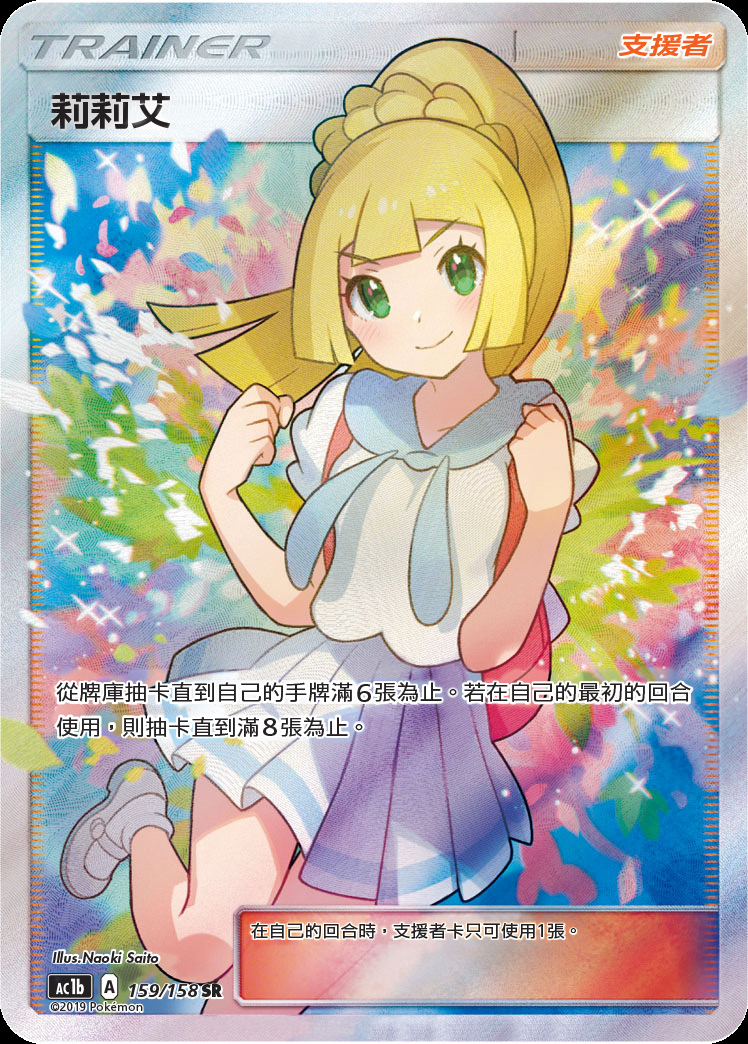 TRAINER
支援者
莉莉艾
從牌庫抽卡直到自己的手牌滿6張為止。若在自己的最初的回合
使用，則抽卡直到滿8張為止。
在自己的回合時，支援者卡只可使用1張。
Illus.Naoki Saito
AC1b A 159/158 SR
©2019 Pokémon